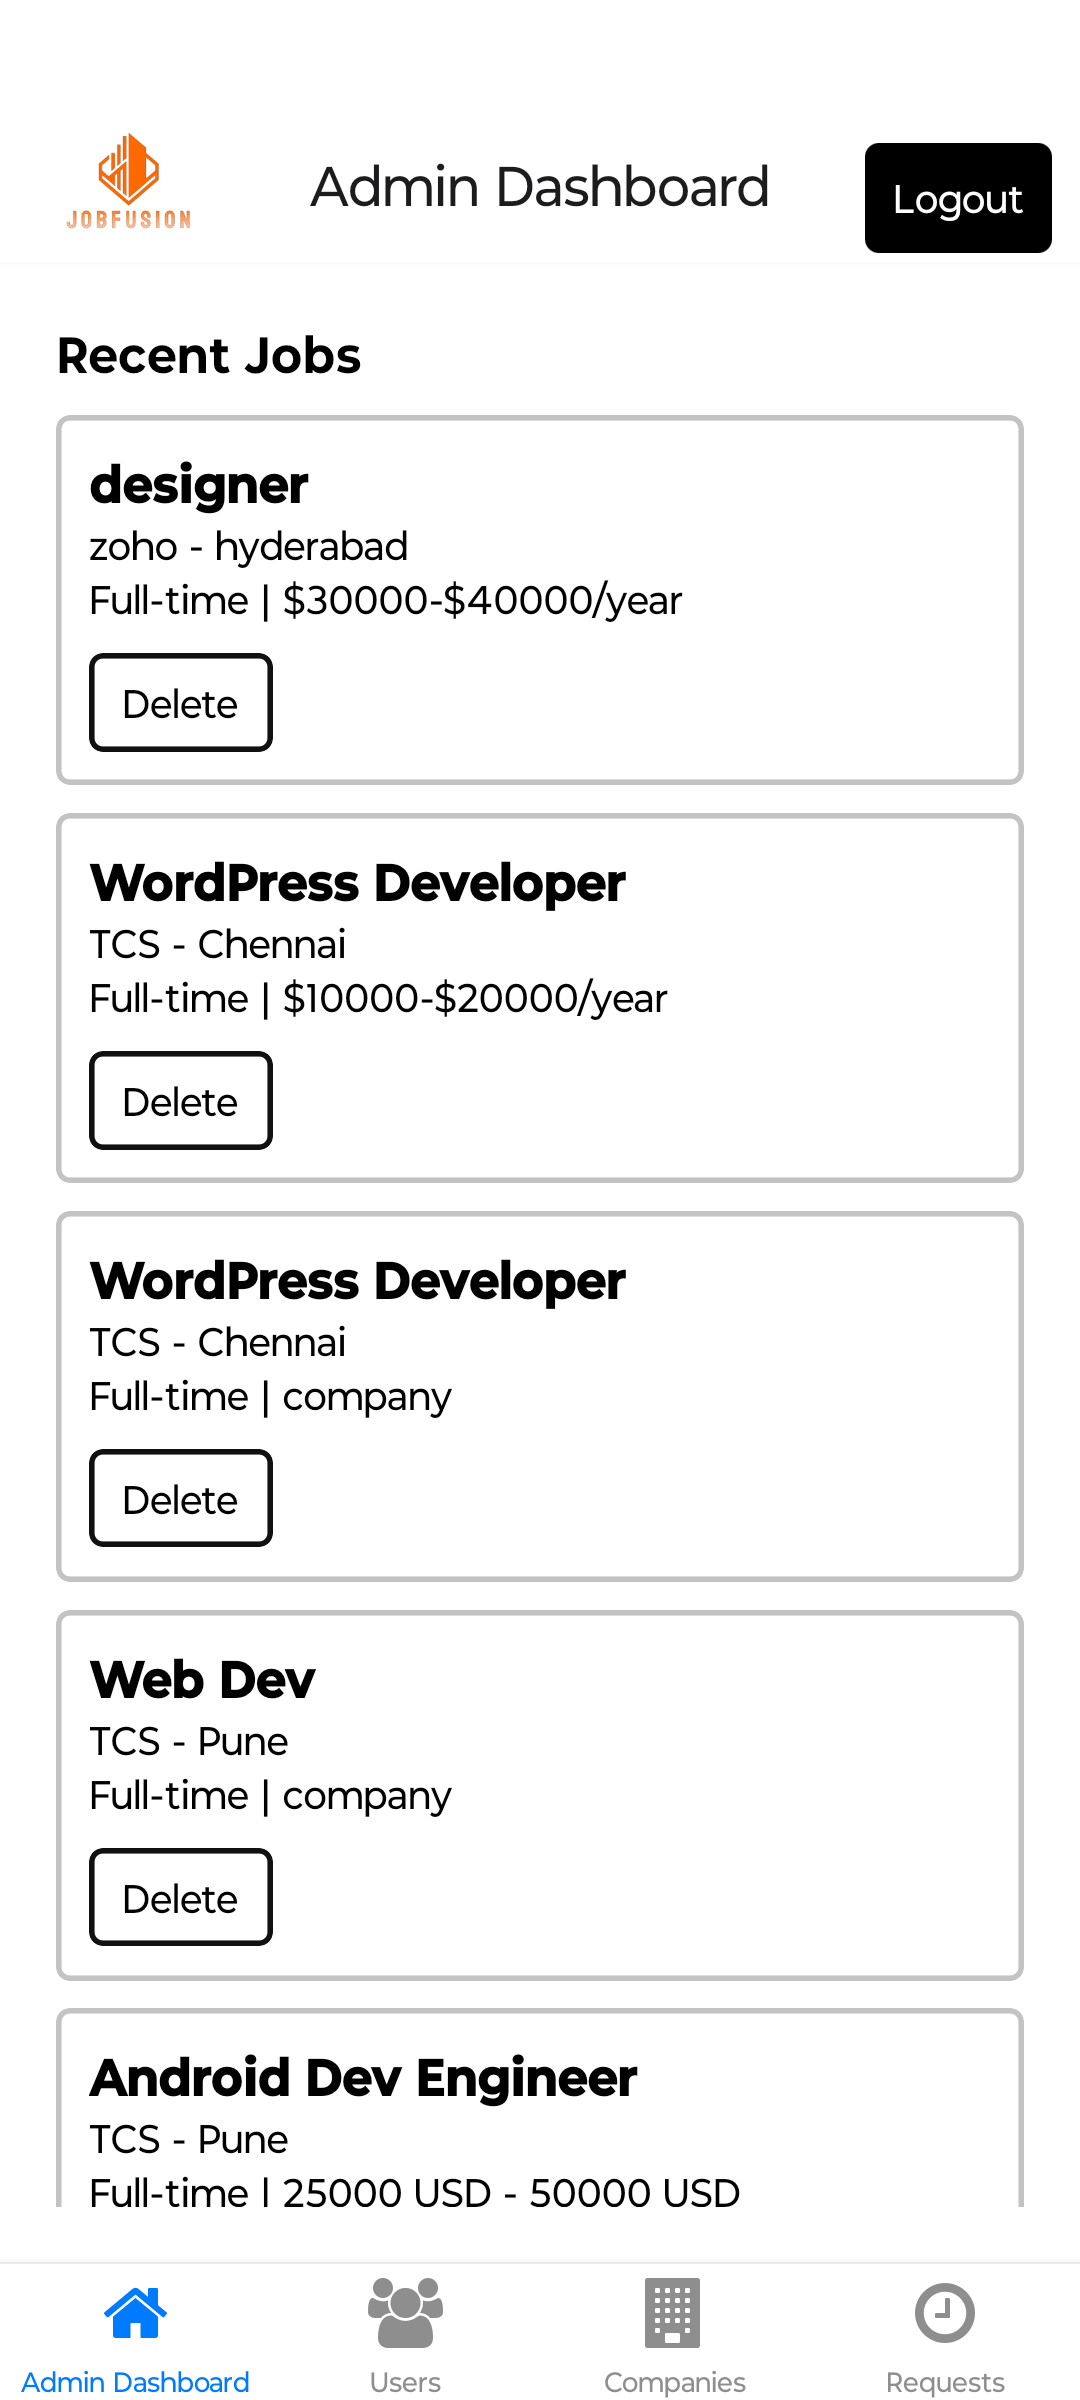 JOBFUSION
Admin Dashboard
Logout
Recent Jobs
designer
zoho - hyderabad
Full-time | $30000-$40000/year
Delete
WordPress Developer
TCS - Chennai
Full-time | $10000-$20000/year
Delete
WordPress Developer
TCS - Chennai
Full-time | company
Delete
Web Dev
TCS - Pune
Full-time | company
Delete
Android Dev Engineer
TCS - Pune
Full-time | 25000 USD - 50000 USD
Admin Dashboard
Users
Companies
Requests